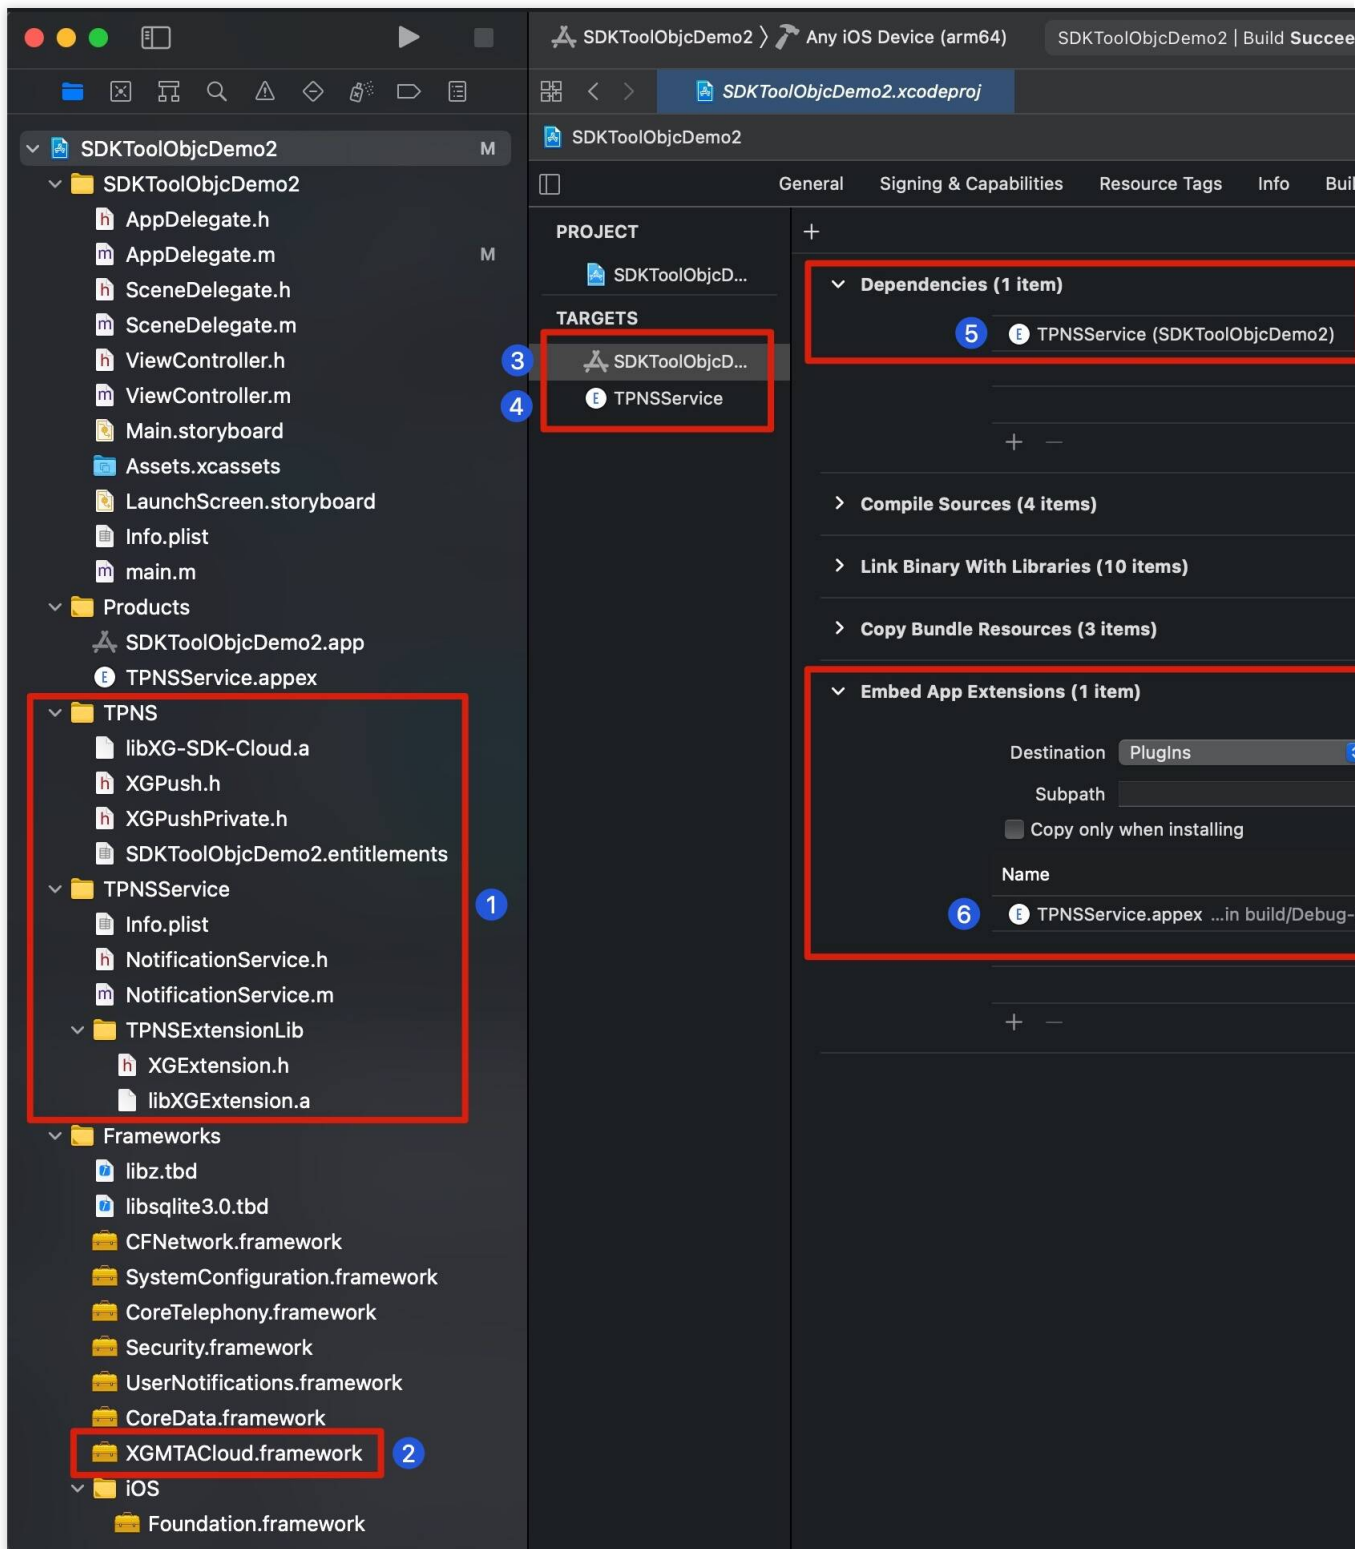 SDKToolObjcDemo2 〉 Any iOS Device (arm64)
SDKToolObjcDemo2 | Build Succee
SDKToolObjcDemo2.xcodeproj
SDKToolObjcDemo2 M
SDKToolObjcDemo2
AppDelegate.h
AppDelegate.m M
SceneDelegate.h
SceneDelegate.m
ViewController.h
ViewController.m
Main.storyboard
Assets.xcassets
LaunchScreen.storyboard
Info.plist
main.m
Products
SDKToolObjcDemo2.app
TPNSService.appex
TPNS
libXG-SDK-Cloud.a
XGPush.h
XGPushPrivate.h
SDKToolObjcDemo2.entitlements
TPNSService
1
Info.plist
NotificationService.h
NotificationService.m
TPNSExtensionLib
XGExtension.h
libXGExtension.a
Frameworks
libz.tbd
libsqlite3.0.tbd
CFNetwork.framework
SystemConfiguration.framework
CoreTelephony.framework
Security.framework
UserNotifications.framework
CoreData.framework
XGMTACloud.framework 2
iOS
Foundation.framework
SDKToolObjcDemo2
General Signing & Capabilities Resource Tags Info Buil
PROJECT
SDKToolObjcD...
TARGETS
3 SDKToolObjcD...
4 TPNSService
Dependencies (1 item)
5 TPNSService (SDKToolObjcDemo2)
Compile Sources (4 items)
Link Binary With Libraries (10 items)
Copy Bundle Resources (3 items)
Embed App Extensions (1 item)
Destination PlugIns
Subpath
Copy only when installing
Name
6 TPNSService.appex ...in build/Debug-